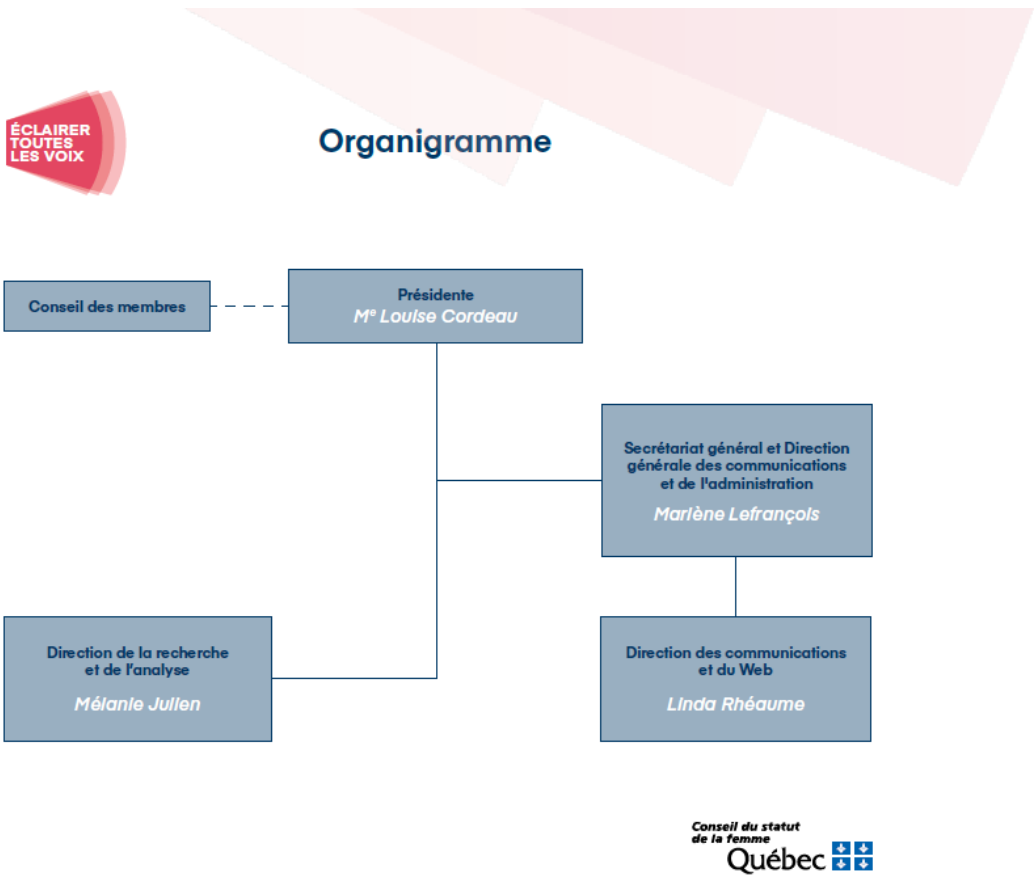 ÉCLAIRER
TOUTES
LES VOIX
Organigramme
Conseil des membres
Présidente
Mᵉ Louise Cordeau
Secrétariat général et Direction
générale des communications
et de l'administration
Marlène Lefrançois
Direction de la recherche
et de l'analyse
Mélanie Julien
Direction des communications
et du Web
Linda Rhéaume
Conseil du statut
de la femme
Québec